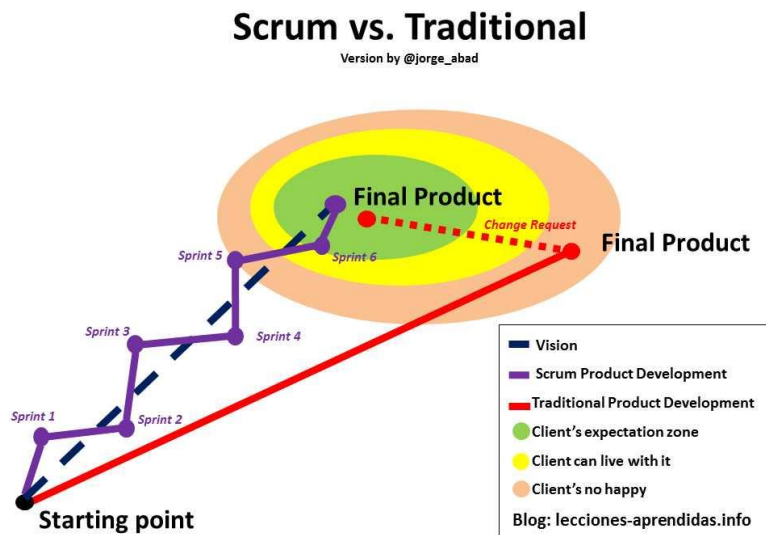 Scrum vs. Traditional
Version by @jorge_abad
Final Product
Change Request
Final Product
Sprint 5
Sprint 6
Sprint 3
Sprint 4
Sprint 1
Sprint 2
Starting point
Vision
Scrum Product Development
Traditional Product Development
Client's expectation zone
Client can live with it
Client's no happy
Blog: lecciones-aprendidas.info